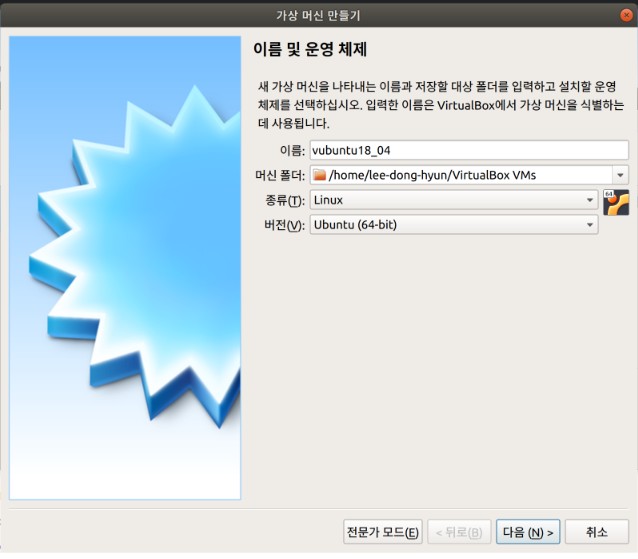 가상 머신 만들기
이름 및 운영 체제
새 가상 머신을 나타내는 이름과 저장할 대상 폴더를 입력하고 설치할 운영
체제를 선택하십시오. 입력한 이름은 VirtualBox에서 가상 머신을 식별하는
데 사용됩니다.
이름: vubuntu18_04
머신 폴더: /home/lee-dong-hyun/VirtualBox VMs
종류(T): Linux
64
버전(V): Ubuntu (64-bit)
전문가 모드(E) < 뒤로(B) 다음 (N) > 취소